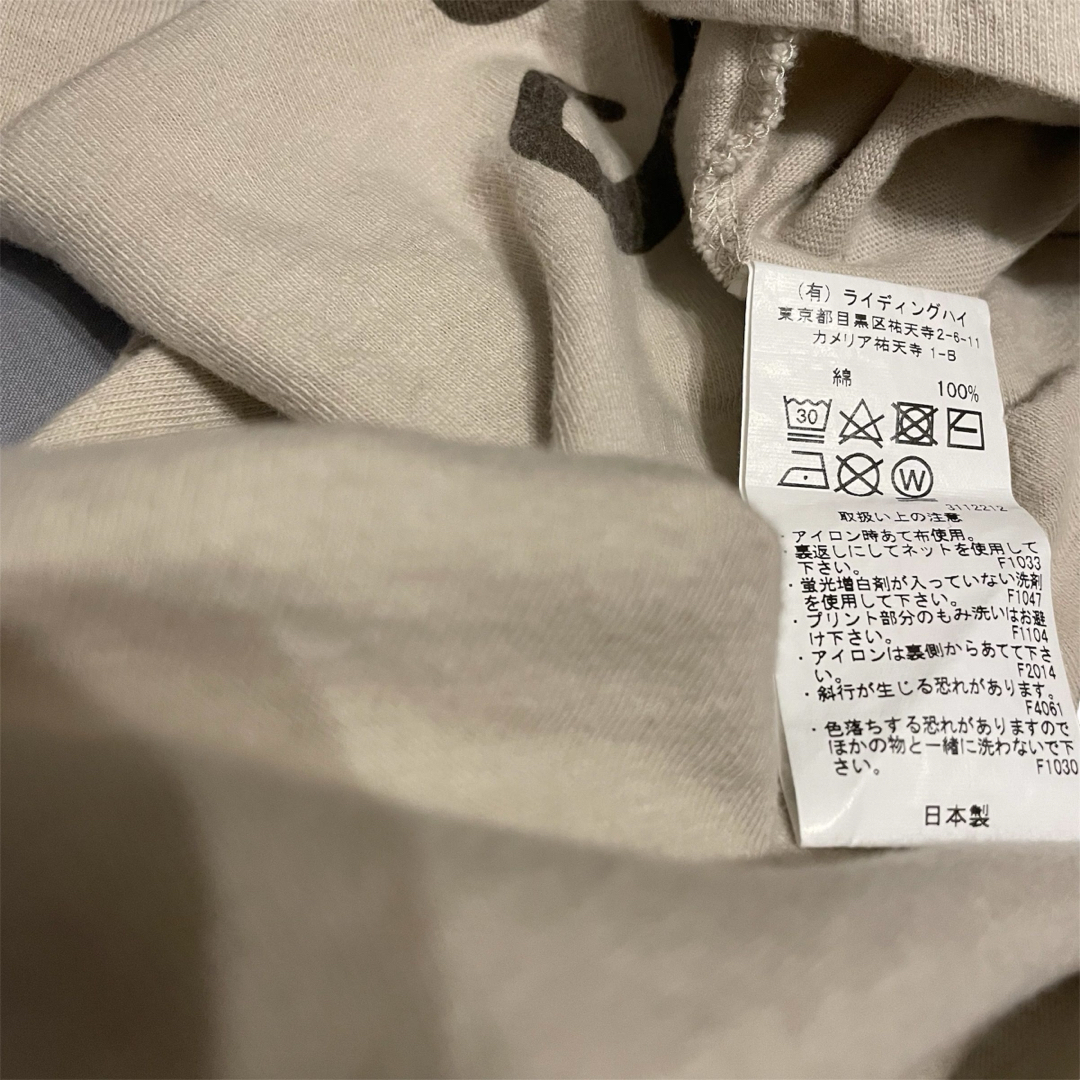 （有）ライディングハイ
東京都目黒区祐天寺2-6-11
カメリア祐天寺 1-B
綿 100%
30
W
3112212
取扱い上の注意
・アイロン時あて布使用。
・裏返しにしてネットを使用して
下さい。 F1033
・蛍光増白剤が入っていない洗剤
を使用して下さい。 F1047
・プリント部分のもみ洗いはお避
け下さい。 F1104
・アイロンは裏側からあてて下さ
い。 F2014
・斜行が生じる恐れがあります。
F4061
・色落ちする恐れがありますので
ほかの物と一緒に洗わないで下
さい。 F1030
日本製